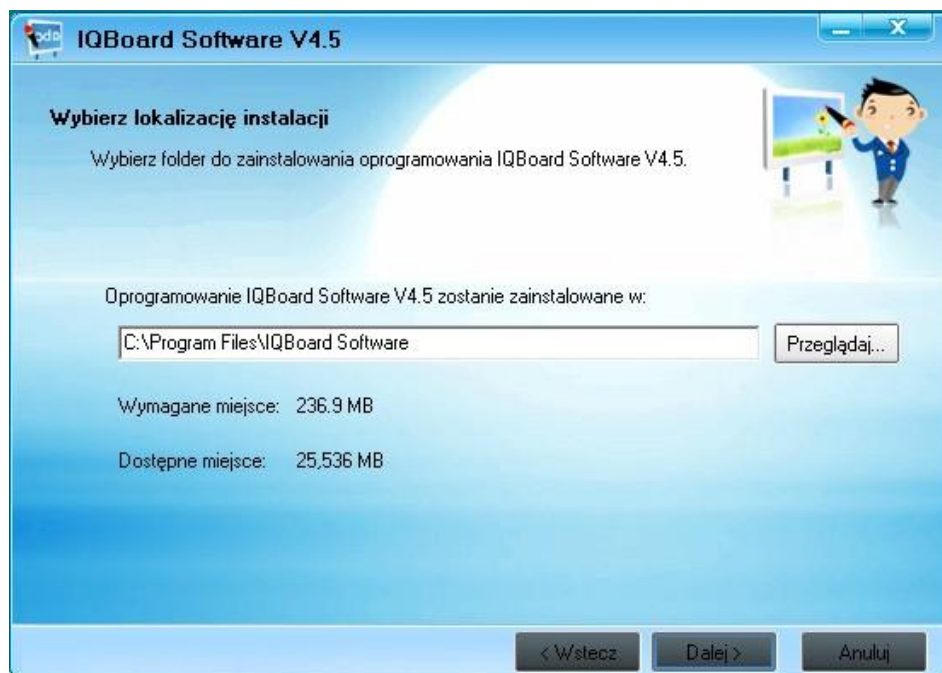 IQBoard Software V4.5
Wybierz lokalizację instalacji
Wybierz folder do zainstalowania oprogramowania IQBoard Software V4.5.
Oprogramowanie IQBoard Software V4.5 zostanie zainstalowane w:
C:\Program Files\IQBoard Software
Przeglądaj...
Wymagane miejsce: 236.9 MB
Dostępne miejsce: 25,536 MB
< Wstecz
Dalej >
Anuluj